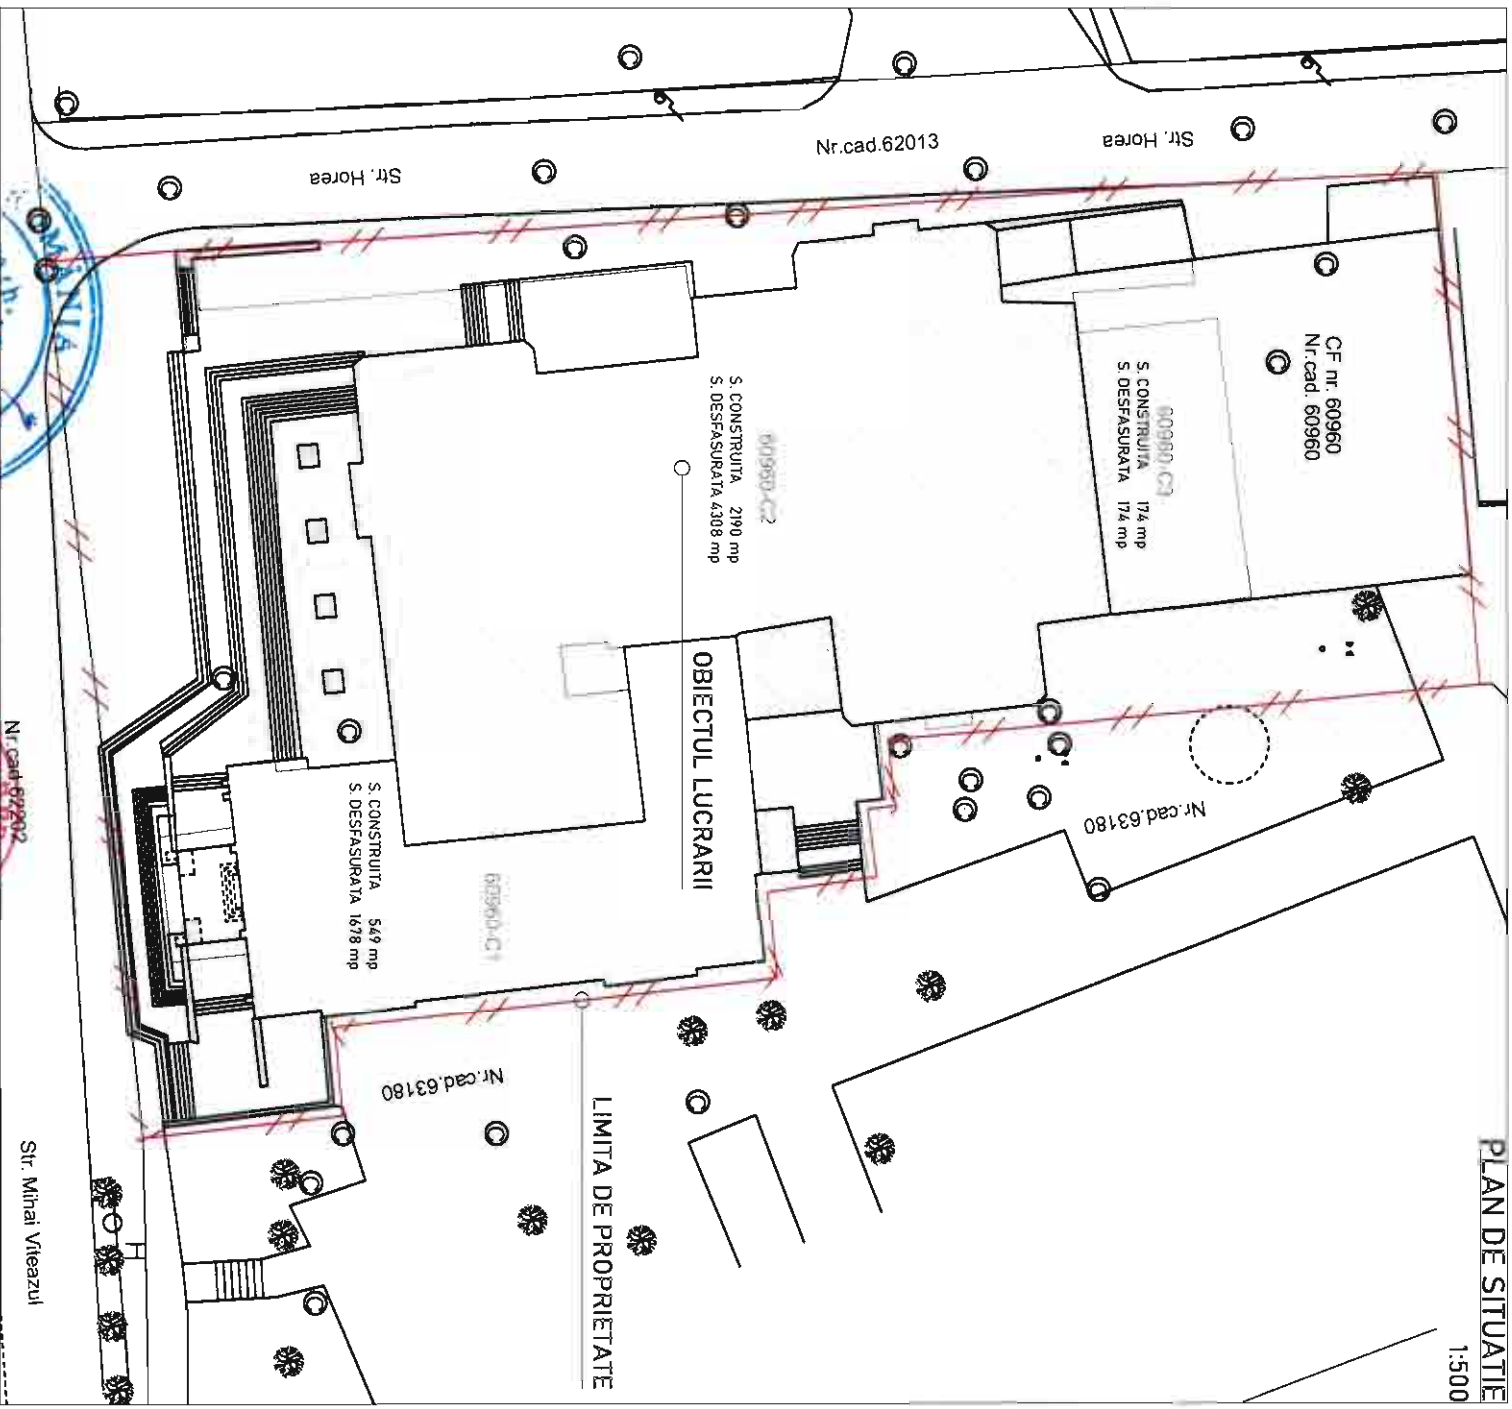 PLAN DE SITUATIE
1:500
Nr.cad.62013
Str. Horea
Str. Horea
CF nr. 60960
Nr.cad. 60960
60960-C3
S. CONSTRUITA 174 mp
S. DESFASURATA 174 mp
60960-C2
S. CONSTRUITA 2190 mp
S. DESFASURATA 4308 mp
OBIECTUL LUCRARII
Nr.cad.63180
60960-C1
S. CONSTRUITA 549 mp
S. DESFASURATA 1678 mp
LIMITA DE PROPRIETATE
Nr.cad.63180
Str. Mihai Viteazul
H